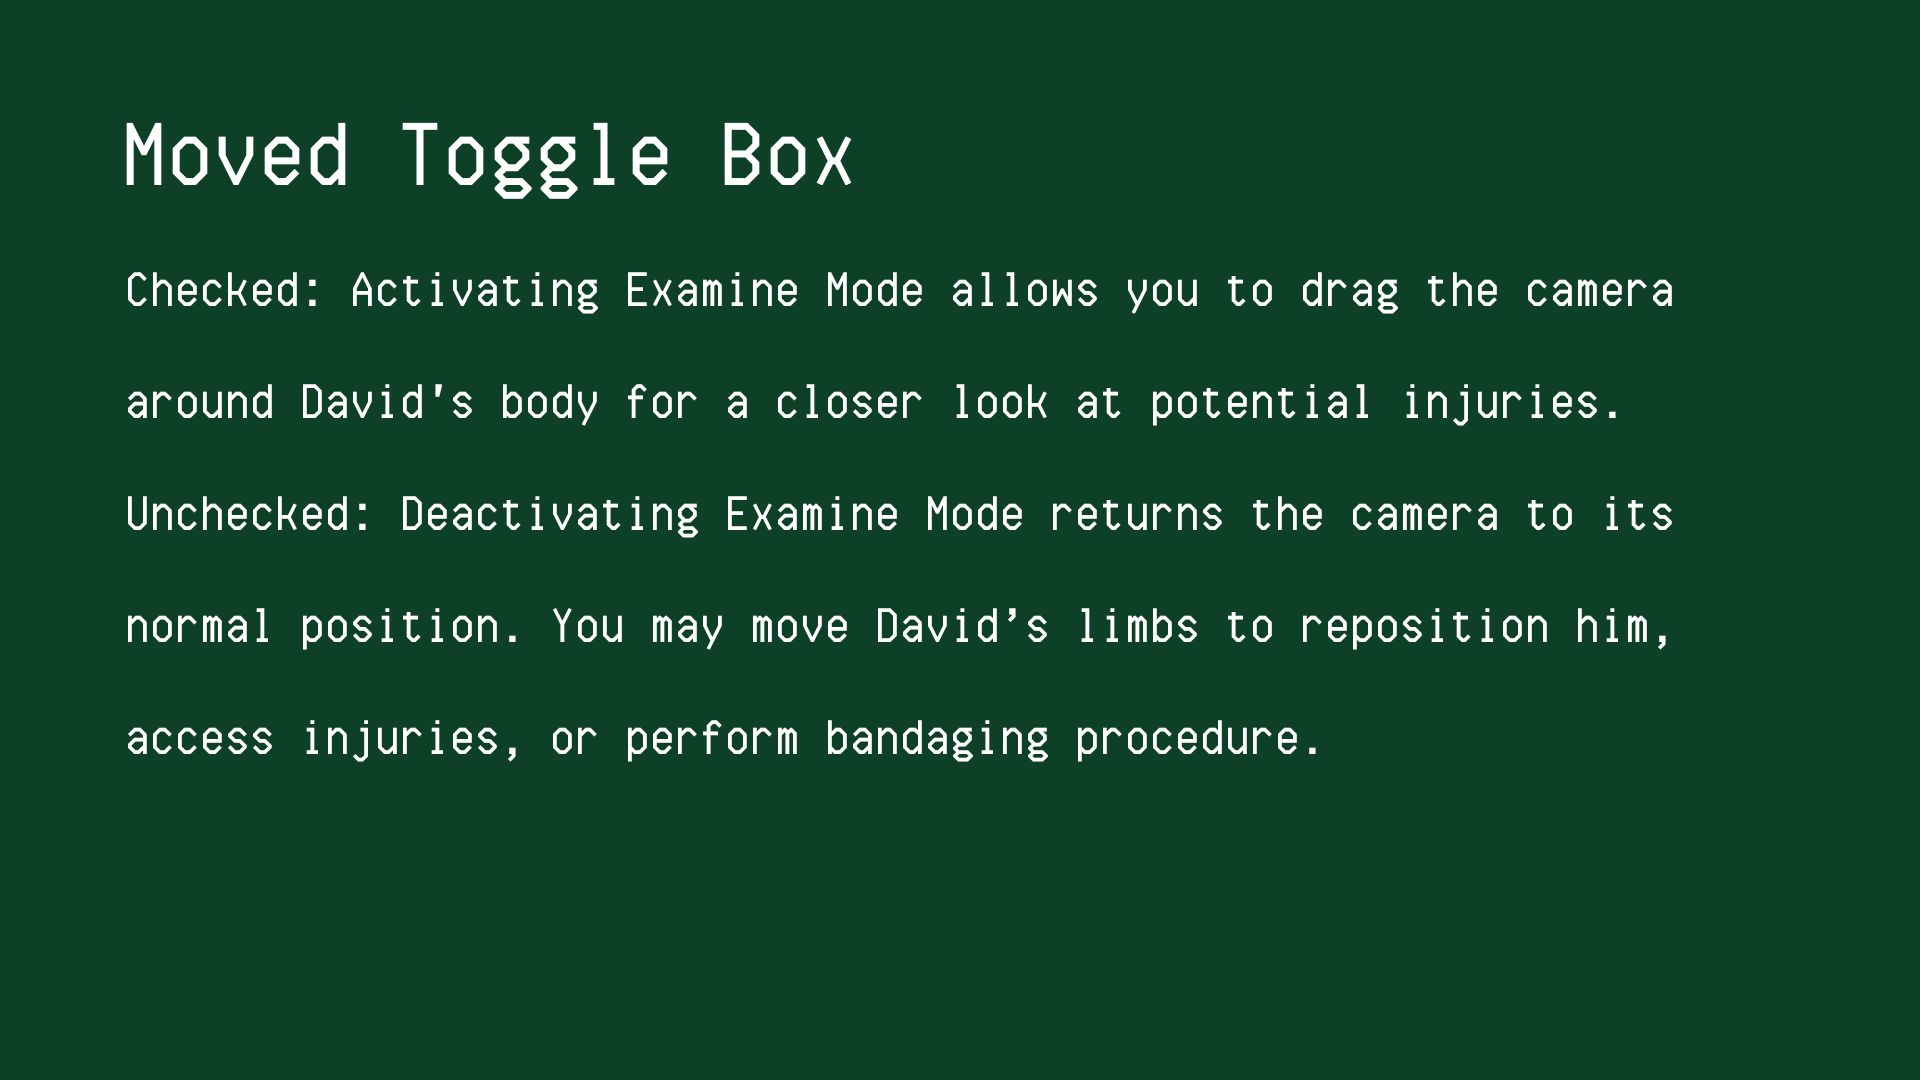 Moved Toggle Box
Checked: Activating Examine Mode allows you to drag the camera
around David's body for a closer look at potential injuries.
Unchecked: Deactivating Examine Mode returns the camera to its
normal position. You may move David’s limbs to reposition him,
access injuries, or perform bandaging procedure.